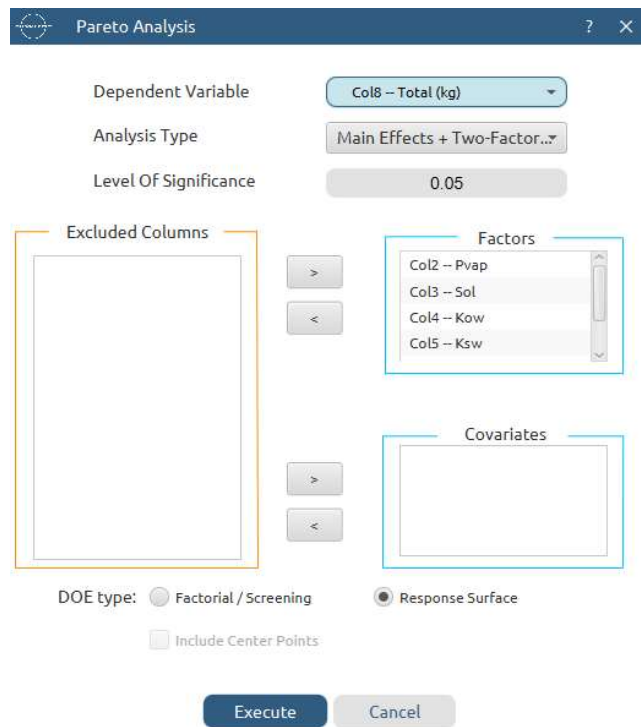 Pareto Analysis ? ×
Dependent Variable Col8 -- Total (kg)
Analysis Type Main Effects + Two-Factor...
Level Of Significance 0.05
Excluded Columns
Factors
>
<
Col2 -- Pvap
Col3 -- Sol
Col4 -- Kow
Col5 -- Ksw
Covariates
>
<
DOE type: Factorial / Screening Response Surface
Include Center Points
Execute Cancel